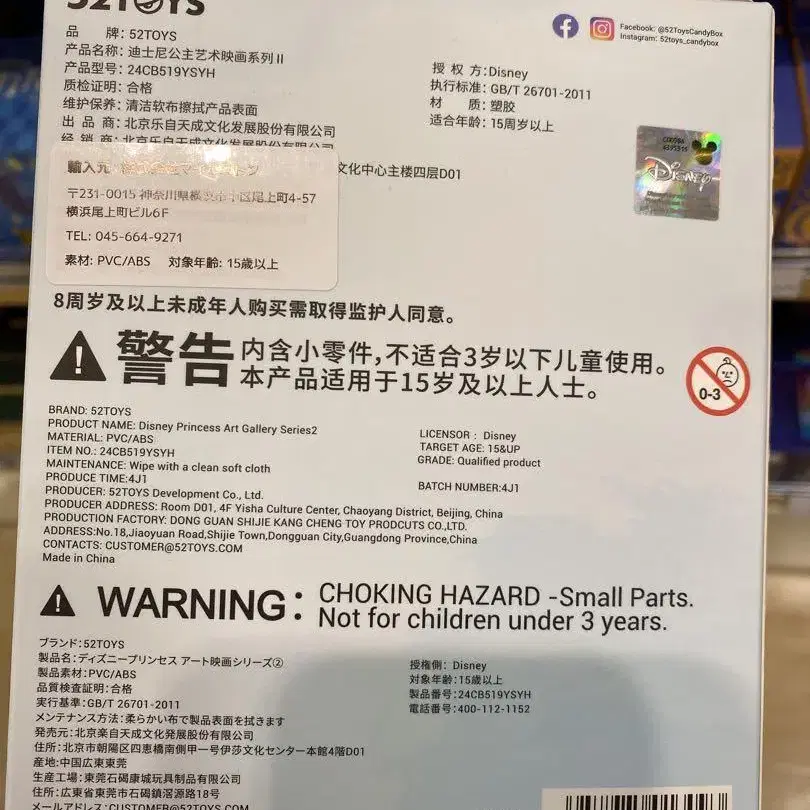 52TOYS
Facebook: @52ToysCandyBox
Instagram: 52toys_candybox
品 牌: 52TOYS
产品名称: 迪士尼公主艺术映画系列II
产品型号: 24CB519YSYH
质检证明: 合格
维护保养: 清洁软布擦拭产品表面
出 品 商: 北京乐自天成文化发展股份有限公司
经 销 商: 北京乐自天成文化发展股份有限公司
文化中心主楼四层D01
授 权 方: Disney
执行标准: GB/T 26701-2011
材 质: 塑胶
适合年龄: 15周岁以上
DISNEY
輸入元
〒231-0015 神奈川県横浜市中区尾上町4-57
横浜尾上町ビル6F
TEL: 045-664-9271
素材: PVC/ABS 対象年齢: 15歳以上
8周岁及以上未成年人购买需取得监护人同意。
警告 内含小零件,不适合3岁以下儿童使用。
本产品适用于15岁及以上人士。
0-3
BRAND: 52TOYS
PRODUCT NAME: Disney Princess Art Gallery Series2
MATERIAL: PVC/ABS
ITEM NO.: 24CB519YSYH
MAINTENANCE: Wipe with a clean soft cloth
PRODUCE TIME:4J1
PRODUCER: 52TOYS Development Co., Ltd.
PRODUCER ADDRESS: Room D01, 4F Yisha Culture Center, Chaoyang District, Beijing, China
PRODUCTION FACTORY: DONG GUAN SHIJIE KANG CHENG TOY PRODCUTS CO.,LTD.
ADDRESS:No.18,Jiaoyuan Road,Shijie Town,Dongguan City,Guangdong Province,China
CONTACTS: CUSTOMER@52TOYS.COM
Made in China
LICENSOR : Disney
TARGET AGE: 15&UP
GRADE: Qualified product
BATCH NUMBER:4J1
WARNING: CHOKING HAZARD -Small Parts.
Not for children under 3 years.
ブランド: 52TOYS
製品名: ディズニープリンセス アート映画シリーズ②
製品素材: PVC/ABS
品質検査証明: 合格
実行基準: GB/T 26701-2011
メンテナンス方法: 柔らかい布で製品表面を拭きます
発売元: 北京楽自天成文化発展股份有限公司
住所: 北京市朝陽区四恵橋南側甲一号伊莎文化センター本館4階D01
産地:中国広東東莞
生産工場: 東莞石碣康城玩具制品有限公司
住所: 広東省東莞市石碣鎮滘源路18号
メールアドレス: CUSTOMER@52TOYS.COM
授権側: Disney
対象年齢:15歳以上
製品番号:24CB519YSYH
電話番号:400-112-1152